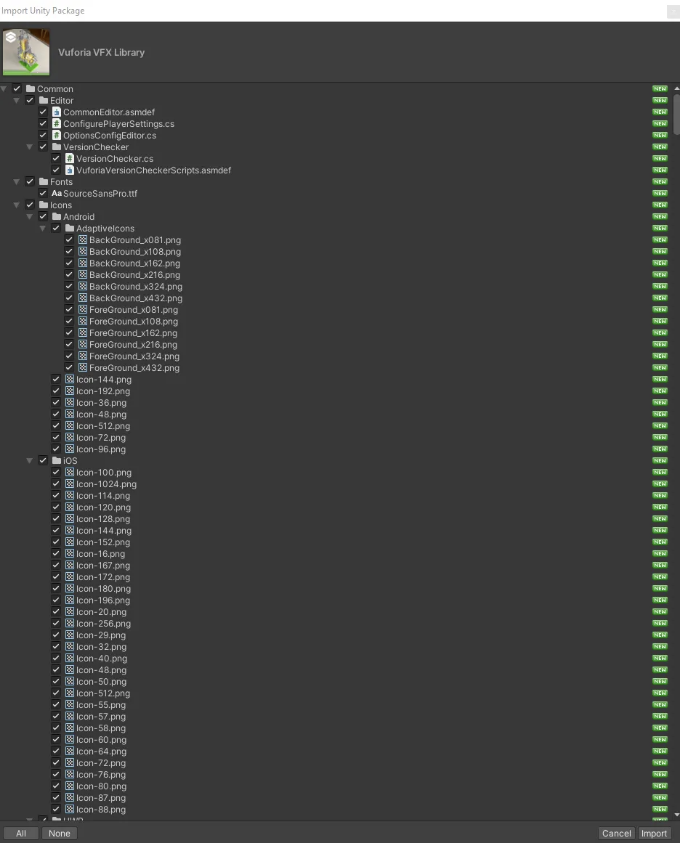 Import Unity Package
Vuforia VFX Library
Common NEW
Editor NEW
CommonEditor.asmdef NEW
ConfigurePlayerSettings.cs NEW
OptionsConfigEditor.cs NEW
VersionChecker NEW
VersionChecker.cs NEW
VuforiaVersionCheckerScripts.asmdef NEW
Fonts NEW
Aa SourceSansPro.ttf NEW
Icons NEW
Android NEW
AdaptiveIcons NEW
BackGround_x081.png NEW
BackGround_x108.png NEW
BackGround_x162.png NEW
BackGround_x216.png NEW
BackGround_x324.png NEW
BackGround_x432.png NEW
ForeGround_x081.png NEW
ForeGround_x108.png NEW
ForeGround_x162.png NEW
ForeGround_x216.png NEW
ForeGround_x324.png NEW
ForeGround_x432.png NEW
Icon-144.png NEW
Icon-192.png NEW
Icon-36.png NEW
Icon-48.png NEW
Icon-512.png NEW
Icon-72.png NEW
Icon-96.png NEW
iOS NEW
Icon-100.png NEW
Icon-1024.png NEW
Icon-114.png NEW
Icon-120.png NEW
Icon-128.png NEW
Icon-144.png NEW
Icon-152.png NEW
Icon-16.png NEW
Icon-167.png NEW
Icon-172.png NEW
Icon-180.png NEW
Icon-196.png NEW
Icon-20.png NEW
Icon-256.png NEW
Icon-29.png NEW
Icon-32.png NEW
Icon-40.png NEW
Icon-48.png NEW
Icon-50.png NEW
Icon-512.png NEW
Icon-55.png NEW
Icon-57.png NEW
Icon-58.png NEW
Icon-60.png NEW
Icon-64.png NEW
Icon-72.png NEW
Icon-76.png NEW
Icon-80.png NEW
Icon-87.png NEW
Icon-88.png NEW
All None Cancel Import